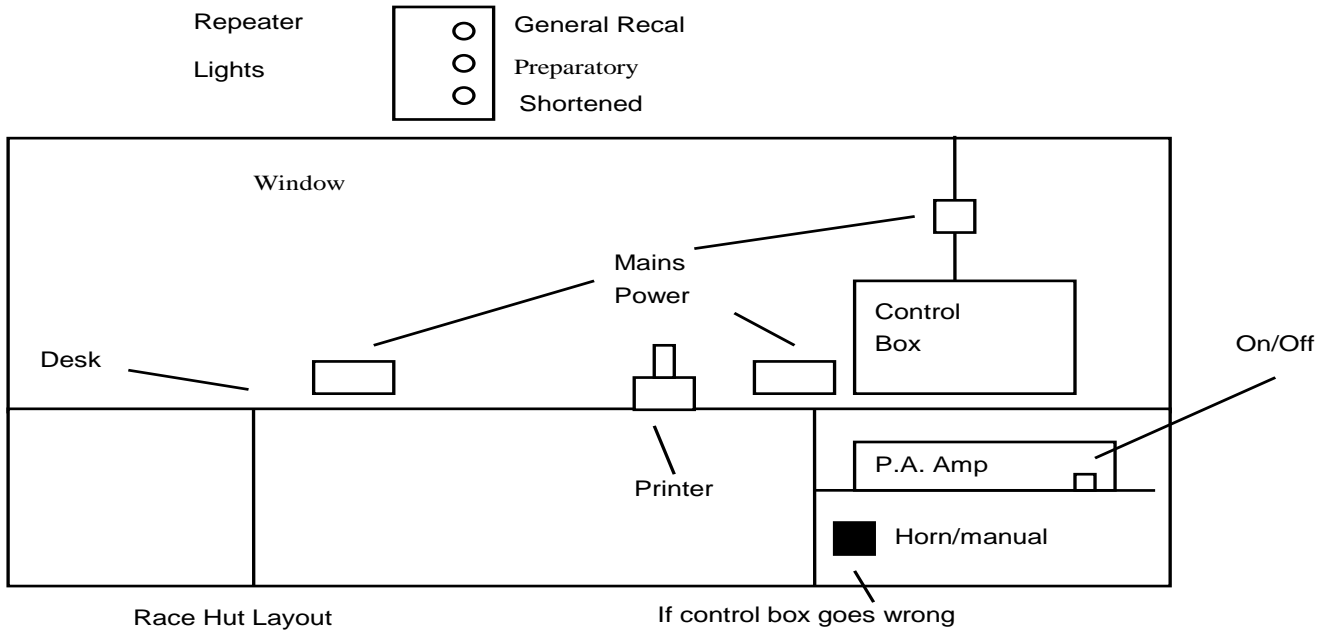 Repeater
General Recal
Lights
Preparatory
Shortened
Window
Mains
Power
Control
Box
On/Off
Desk
P.A. Amp
Printer
Horn/manual
Race Hut Layout
If control box goes wrong